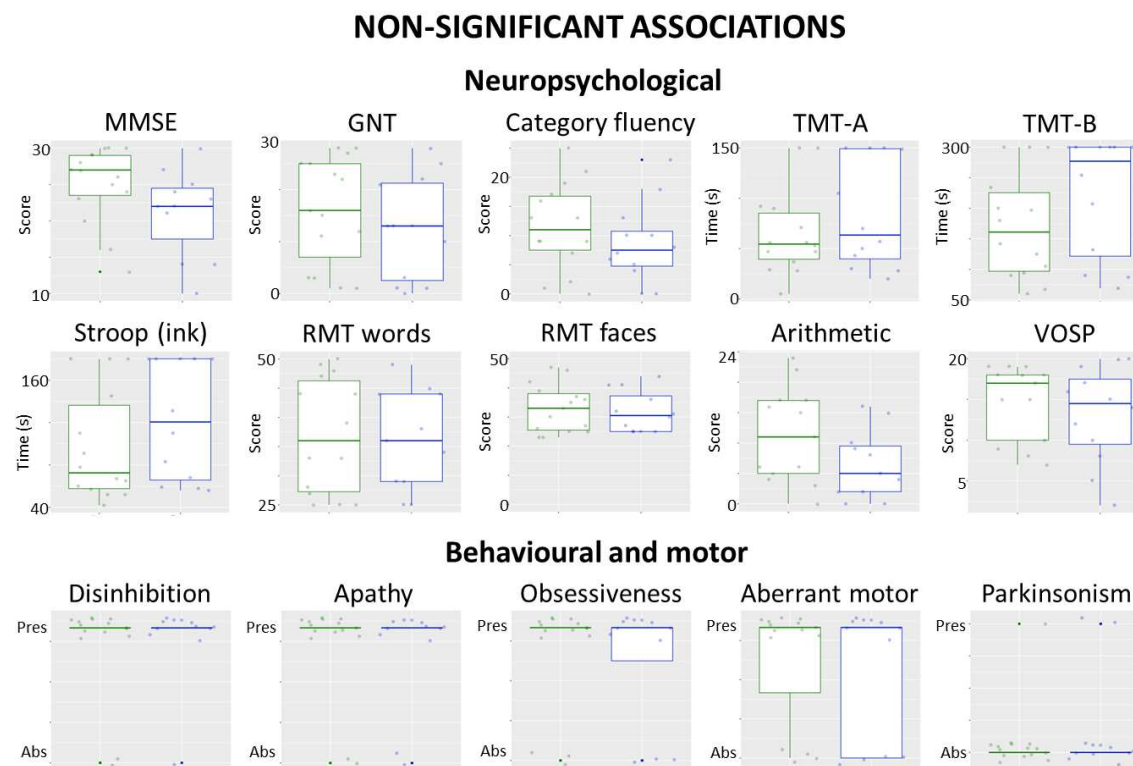 NON-SIGNIFICANT ASSOCIATIONS
Neuropsychological
MMSE
GNT
Category fluency
TMT-A
TMT-B
30
Score
10
30
Score
0
20
Score
0
150
Time (s)
0
300
Time (s)
50
Stroop (ink)
RMT words
RMT faces
Arithmetic
VOSP
160
Time (s)
40
50
Score
25
50
Score
0
24
Score
0
20
Score
5
Behavioural and motor
Disinhibition
Apathy
Obsessiveness
Aberrant motor
Parkinsonism
Pres
Abs
Pres
Abs
Pres
Abs
Pres
Abs
Pres
Abs